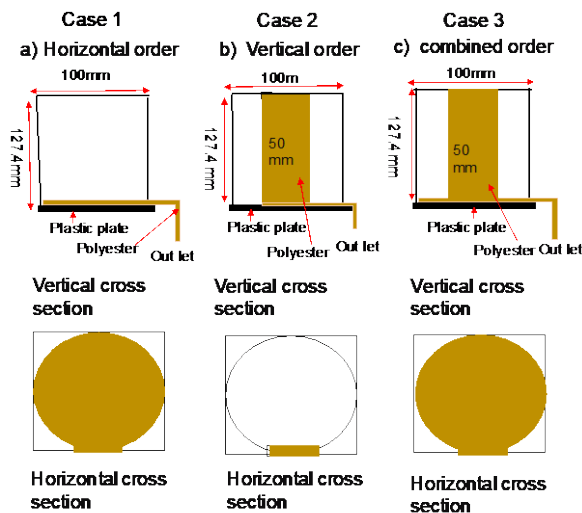 Case 1
a) Horizontal order
100mm
127.4 mm
Plastic plate
Polyester
Out let
Vertical cross
section
Horizontal cross
section
Case 2
b) Vertical order
100m
127.4 mm
50
mm
Plastic plate
Polyester
Out let
Vertical cross
section
Horizontal cross
section
Case 3
c) combined order
100mm
127.4 mm
50
mm
Plastic plate
Polyester Out let
Vertical cross
section
Horizontal cross
section